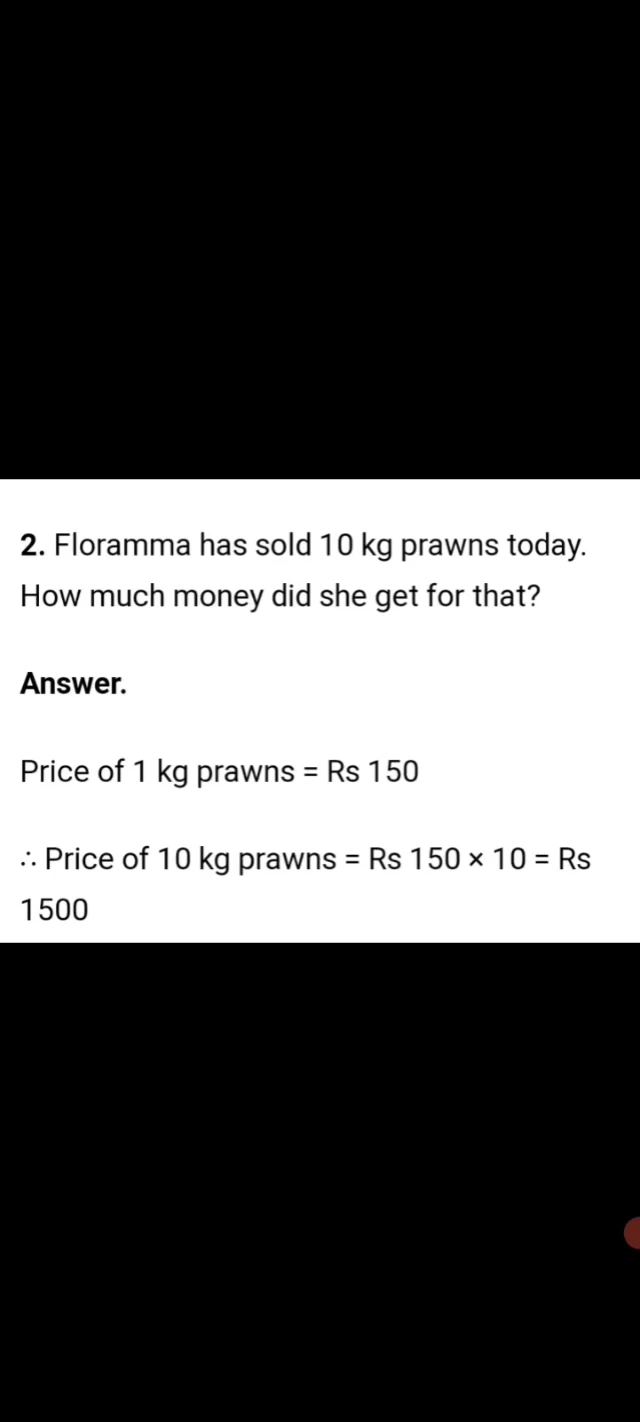 2. Floramma has sold 10 kg prawns today.
How much money did she get for that?
Answer.
Price of 1 kg prawns = Rs 150
∴ Price of 10 kg prawns = Rs 150 × 10 = Rs
1500